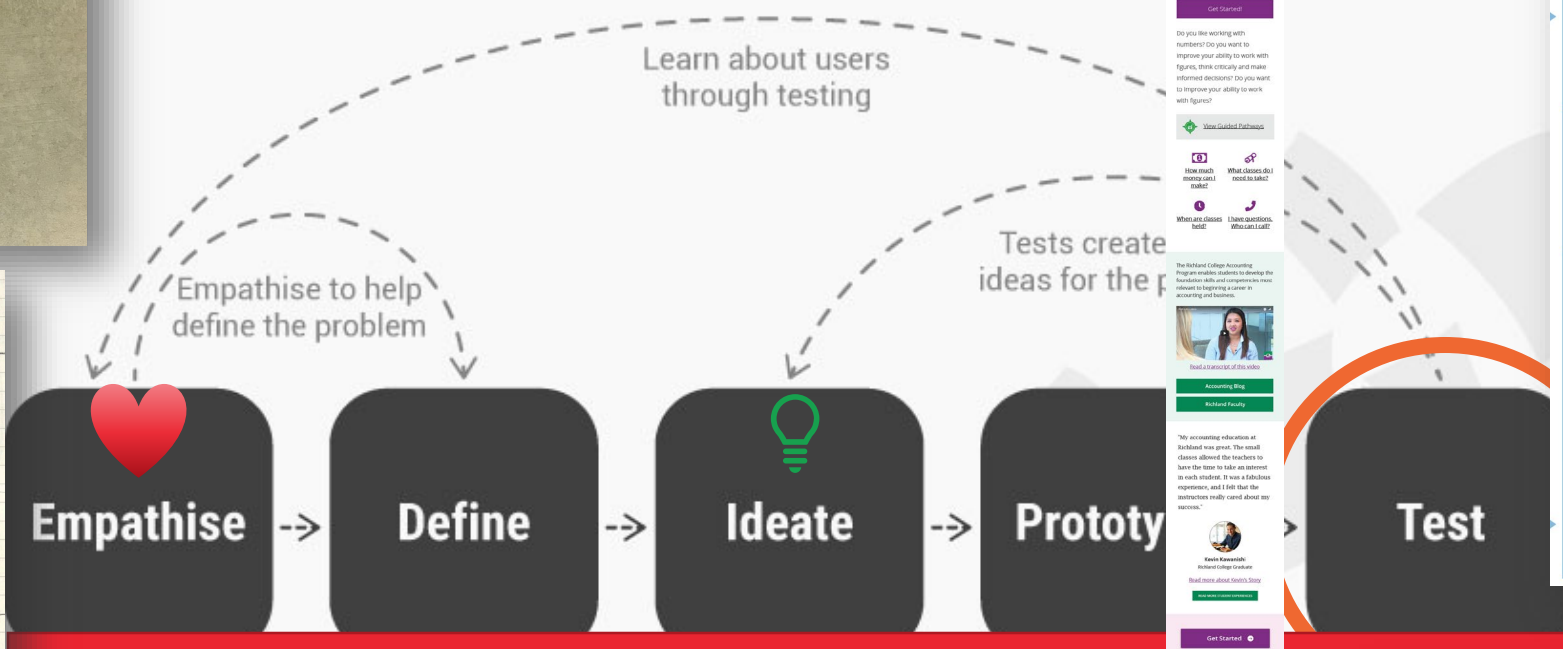 Learn about users
through testing
Empathise to help
define the problem
Tests create
ideas for the p
Empathise
Define
Ideate
Prototy
Test
Get Started!
Do you like working with
numbers? Do you want to
improve your ability to work with
figures, think critically and make
informed decisions? Do you want
to improve your ability to work
with figures?
View Guided Pathways
How much
money can I
make?
What classes do I
need to take?
When are classes
held?
I have questions.
Who can I call?
The Richland College Accounting
Program enables students to develop the
foundation skills and competencies most
relevant to beginning a career in
accounting and business.
Read a transcript of this video
Accounting Blog
Richland Faculty
"My accounting education at
Richland was great. The small
classes allowed the teachers to
have the time to take an interest
in each student. It was a fabulous
experience, and I felt that the
instructors really cared about my
success."
Kevin Kawanishi
Richland College Graduate
Read more about Kevin's Story
READ MORE STUDENT EXPERIENCES
Get Started